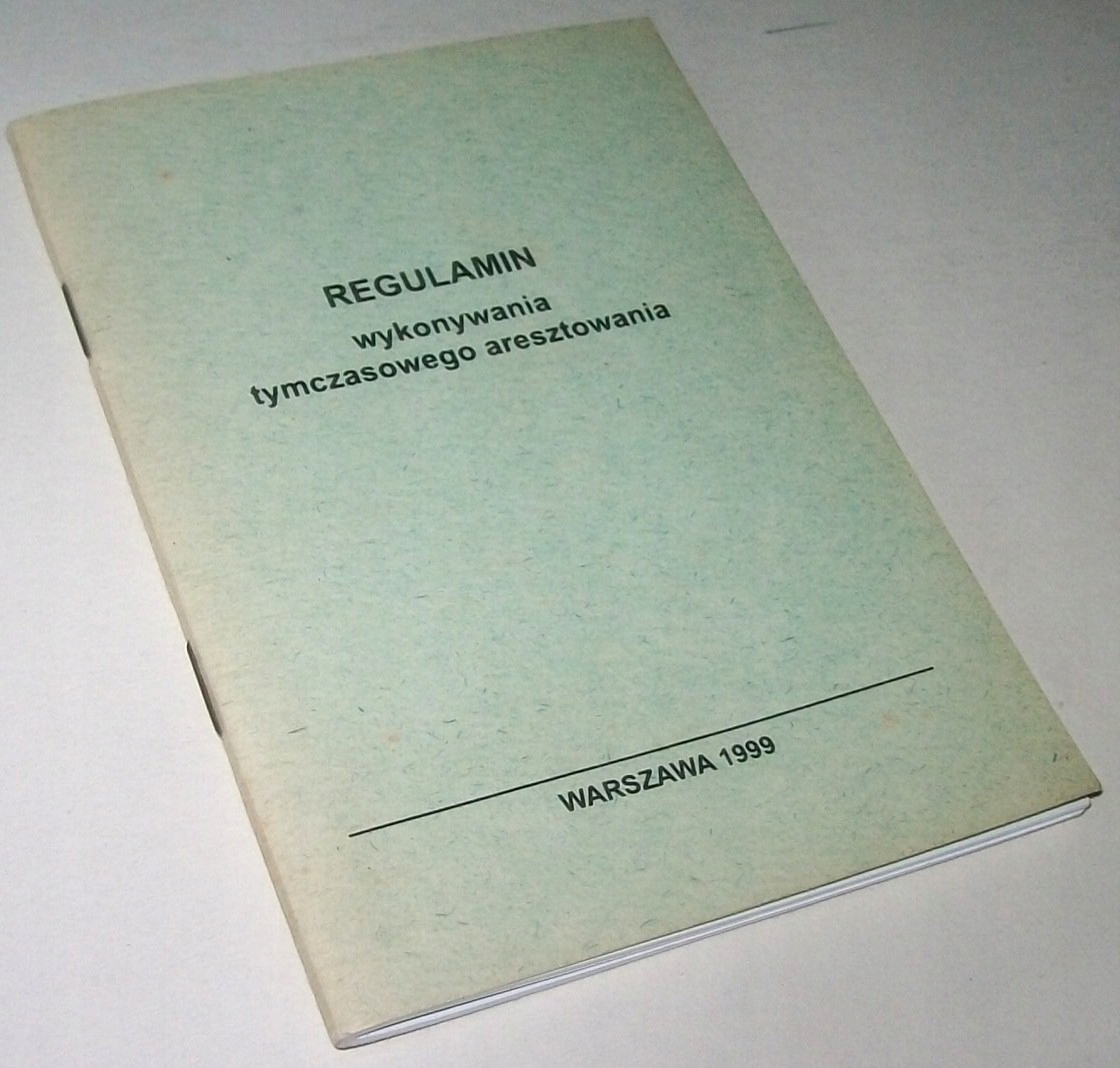 REGULAMIN
wykonywania
tymczasowego aresztowania
WARSZAWA 1999